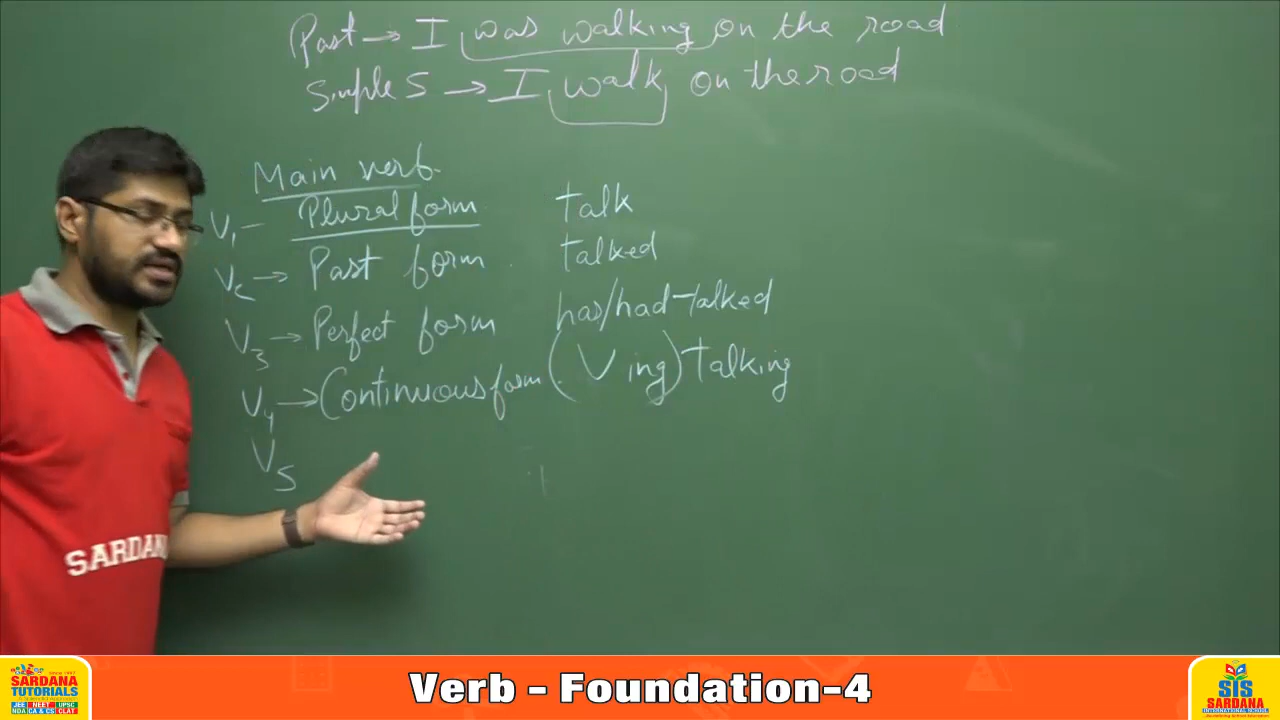 Past → I was walking on the road
Simple S → I walk on the road
Main verb
V1 - Plural form talk
V2 → Past form talked
V3 → Perfect form has/had-talked
V4 → Continuous form (V ing) talking
V5
SARDANA
Verb - Foundation-4
SARDANA
TUTORIALS
JEE NEET UPSC
NDA CA & CS CLAT
SIS
SARDANA
INTERNATIONAL SCHOOL